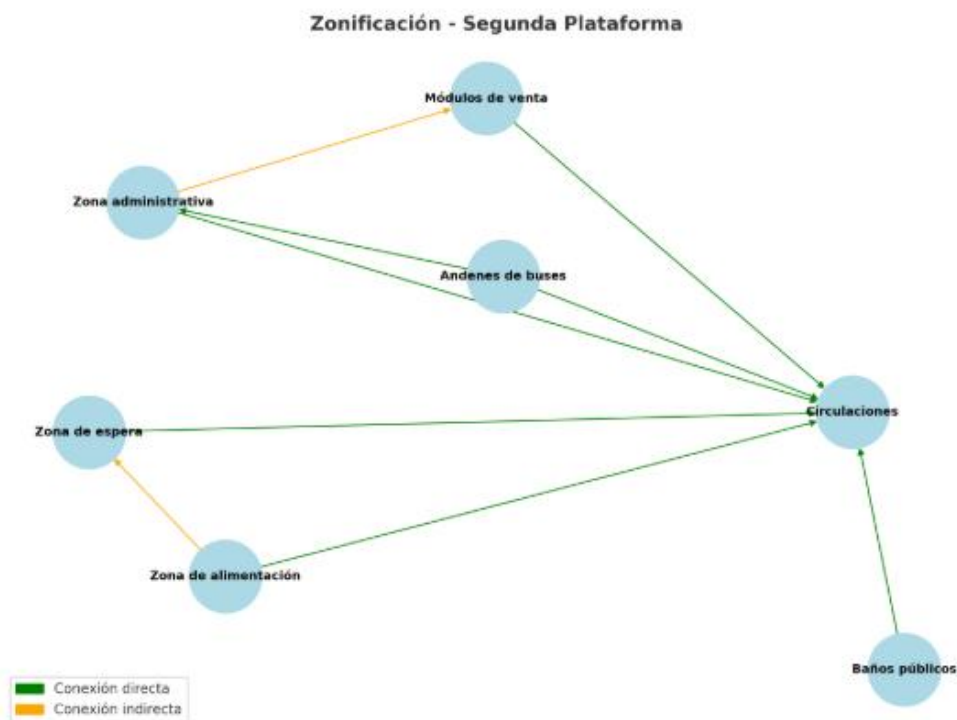 Zonificación - Segunda Plataforma
Módulos de venta
Zona administrativa
Andenes de buses
Circulaciones
Zona de espera
Zona de alimentación
Baños públicos
Conexión directa
Conexión indirecta